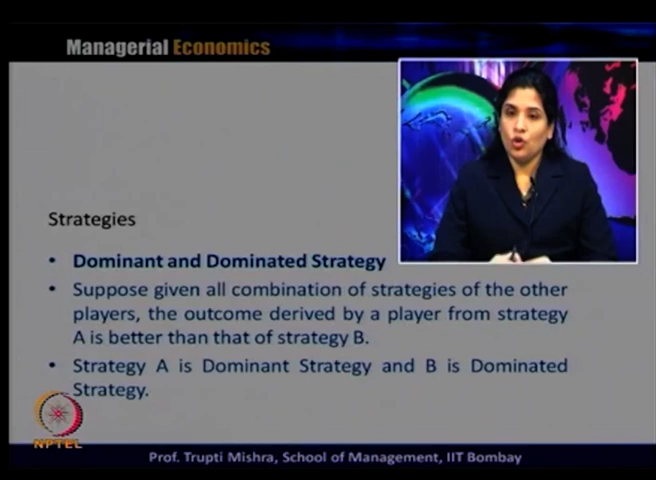 Managerial Economics
Strategies
• Dominant and Dominated Strategy
• Suppose given all combination of strategies of the other
players, the outcome derived by a player from strategy
A is better than that of strategy B.
• Strategy A is Dominant Strategy and B is Dominated
Strategy.
NPTEL
Prof. Trupti Mishra, School of Management, IIT Bombay